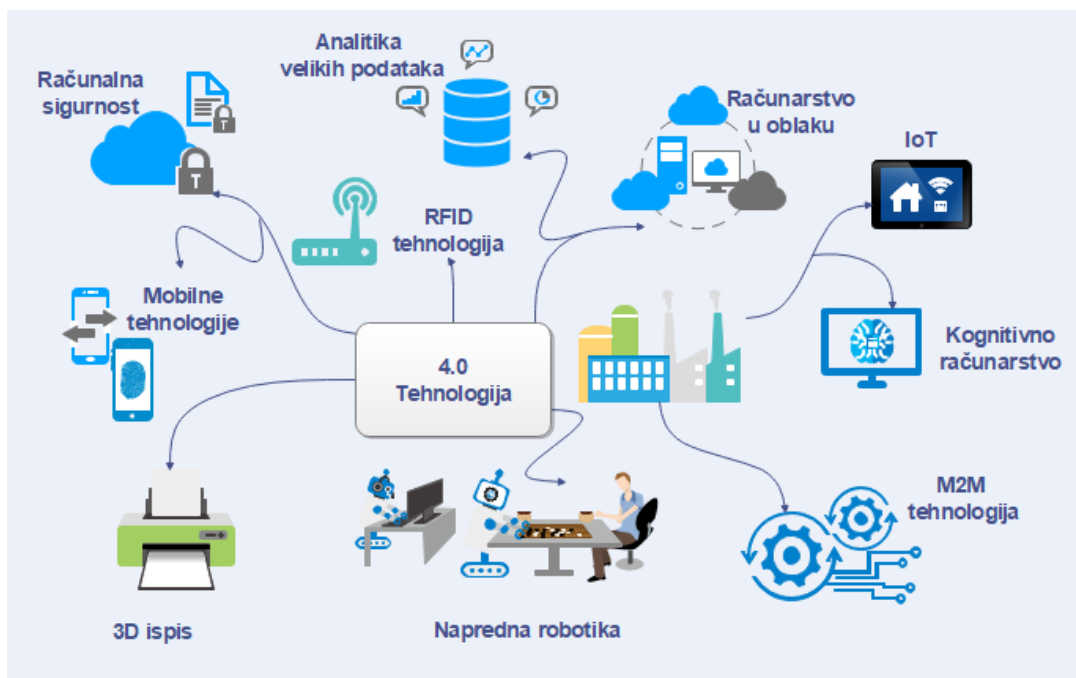 Analitika
velikih podataka
Računalna
sigurnost
T
T
Računarstvo
u oblaku
IoT
RFID
tehnologija
Mobilne
tehnologije
4.0
Tehnologija
Kognitivno
računarstvo
M2M
tehnologija
3D ispis
Napredna robotika